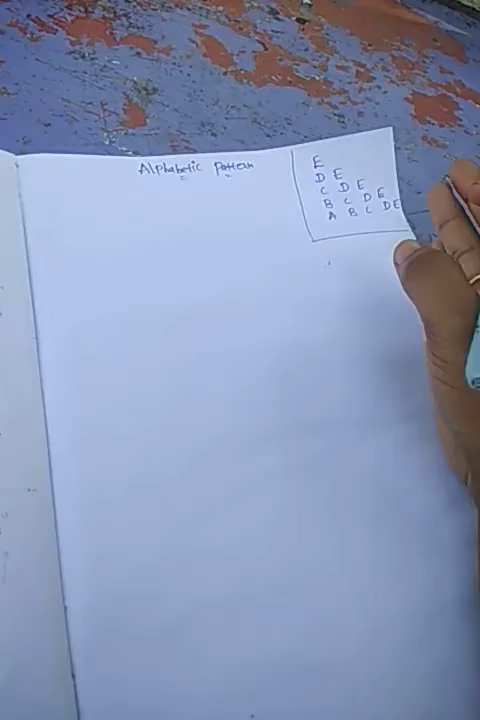 Alphabetic Pattern
E
D E
C D E
B C D E
A B C D E